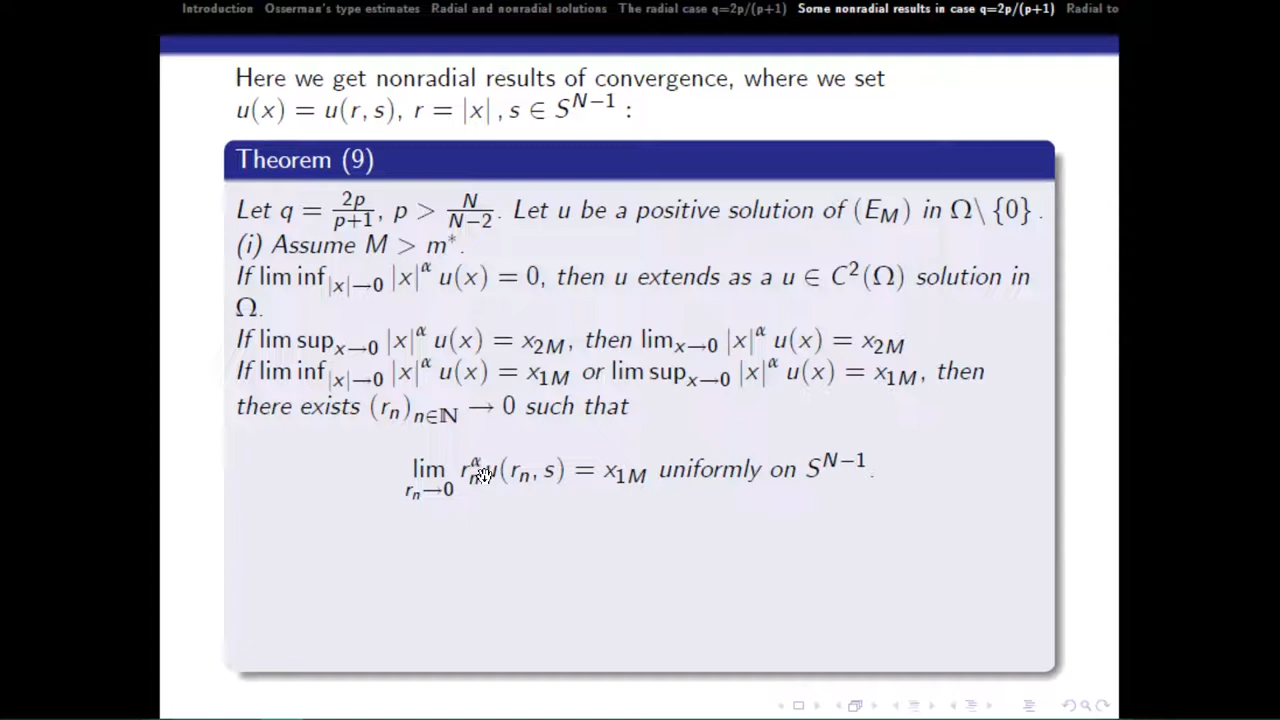 Introduction Osserman's type estimates Radial and nonradial solutions The radial case q=2p/(p+1) Some nonradial results in case q=2p/(p+1) Radial to
Here we get nonradial results of convergence, where we set
u(x) = u(r, s), r = |x| , s ∈ S^{N−1} :
Theorem (9)
Let q = \frac{2p}{p+1}, p > \frac{N}{N−2}. Let u be a positive solution of (E_M) in Ω\ {0} .
(i) Assume M > m*.
If lim inf_{|x|→0} |x|^α u(x) = 0, then u extends as a u ∈ C²(Ω) solution in
Ω.
If lim sup_{x→0} |x|^α u(x) = x_{2M}, then lim_{x→0} |x|^α u(x) = x_{2M}
If lim inf_{|x|→0} |x|^α u(x) = x_{1M} or lim sup_{x→0} |x|^α u(x) = x_{1M}, then
there exists (r_n)_{n∈ℕ} → 0 such that
lim_{r_n→0} r_n^α u(r_n, s) = x_{1M} uniformly on S^{N−1}.